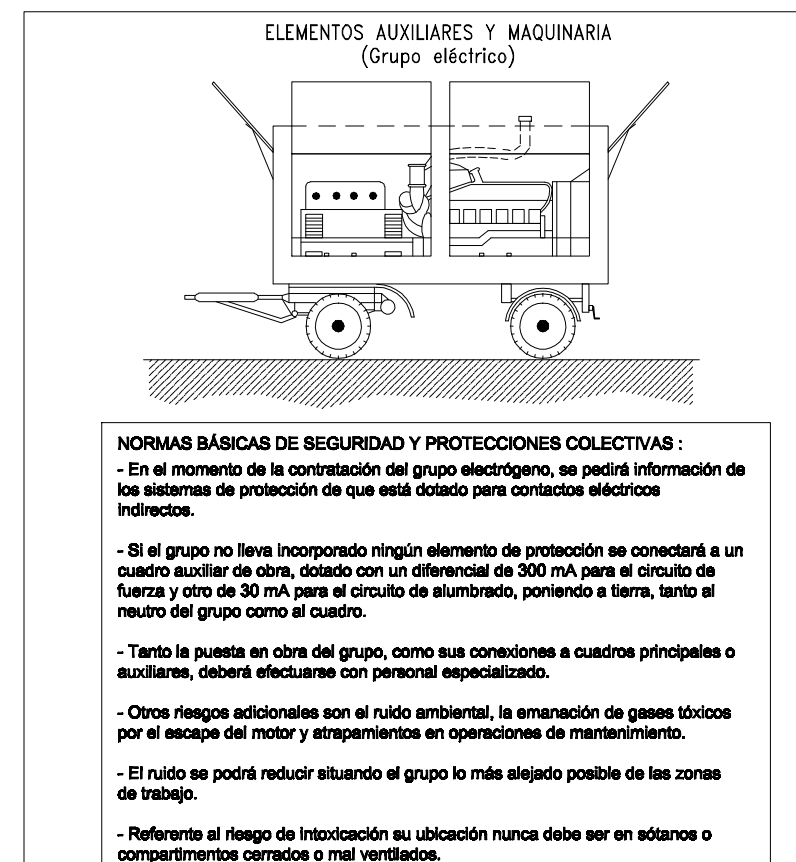 ELEMENTOS AUXILIARES Y MAQUINARIA
(Grupo eléctrico)
NORMAS BÁSICAS DE SEGURIDAD Y PROTECCIONES COLECTIVAS :
- En el momento de la contratación del grupo electrógeno, se pedirá información de
los sistemas de protección de que está dotado para contactos eléctricos
indirectos.
- Si el grupo no lleva incorporado ningún elemento de protección se conectará a un
cuadro auxiliar de obra, dotado con un diferencial de 300 mA para el circuito de
fuerza y otro de 30 mA para el circuito de alumbrado, poniendo a tierra, tanto al
neutro del grupo como al cuadro.
- Tanto la puesta en obra del grupo, como sus conexiones a cuadros principales o
auxiliares, deberá efectuarse con personal especializado.
- Otros riesgos adicionales son el ruido ambiental, la emanación de gases tóxicos
por el escape del motor y atrapamientos en operaciones de mantenimiento.
- El ruido se podrá reducir situando el grupo lo más alejado posible de las zonas
de trabajo.
- Referente al riesgo de intoxicación su ubicación nunca debe ser en sótanos o
compartimentos cerrados o mal ventilados.